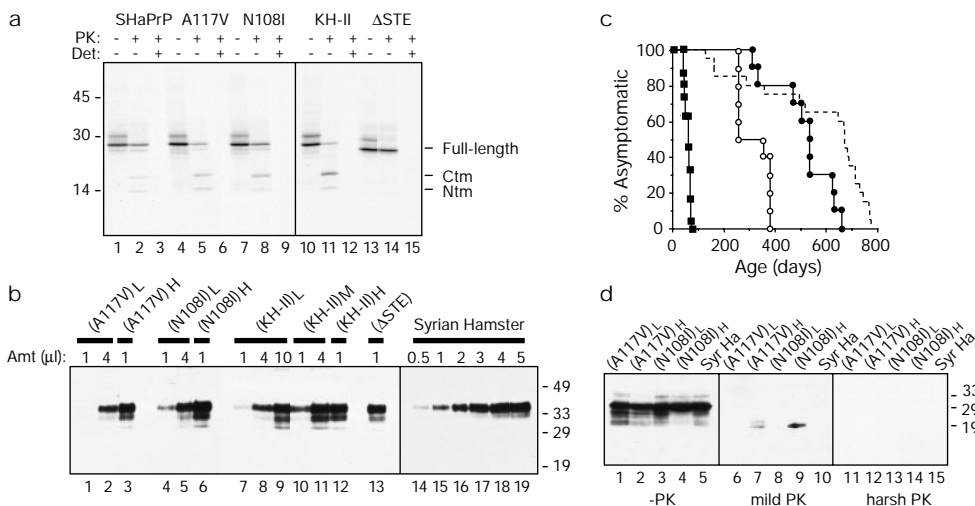 a
SHaPrP A117V N108I KH-II ΔSTE
PK: - + + - + + - + + - + + - + +
Det: - - + - - + - - + - - + - - +
45 -
30 -
14 -
Full-length
Ctm
Ntm
1 2 3 4 5 6 7 8 9 10 11 12 13 14 15
b
(A117V)L (A117V)H (N108I)L (N108I)H (KH-II)L (KH-II)M (KH-II)H (ΔSTE) Syrian Hamster
Amt (µl): 1 4 1 1 4 1 1 4 10 1 4 1 1 0.5 1 2 3 4 5
- 49
- 33
- 29
- 19
1 2 3 4 5 6 7 8 9 10 11 12 13 14 15 16 17 18 19
c
% Asymptomatic
100
80
60
40
20
0
0 200 400 600 800
Age (days)
d
(A117V)L (A117V)H (N108I)L (N108I)H Syr Ha (A117V)L (A117V)H (N108I)L (N108I)H Syr Ha (A117V)L (A117V)H (N108I)L (N108I)H Syr Ha
- 33
- 29
- 19
1 2 3 4 5 6 7 8 9 10 11 12 13 14 15
-PK mild PK harsh PK